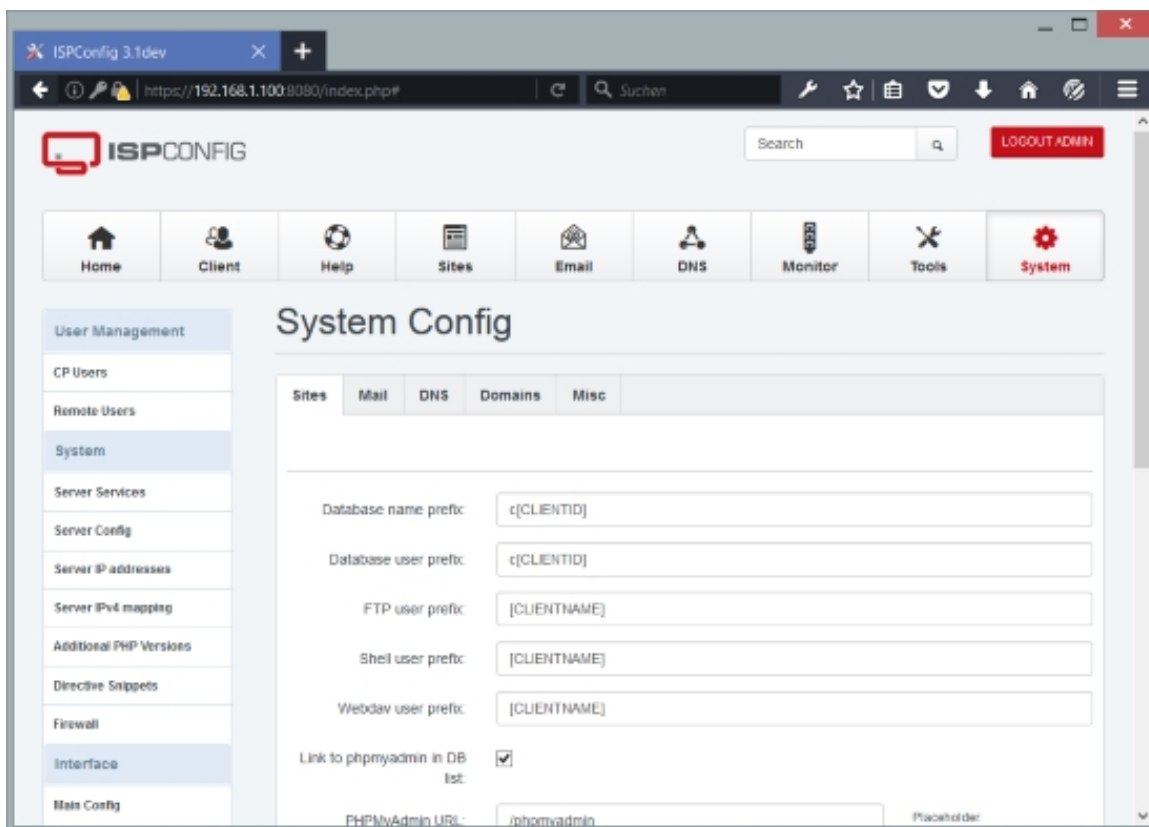 ISPConfig 3.1dev
https://192.168.1.100:8080/index.php#
Suchen
ISPCONFIG
Search
LOGOUT ADMIN
Home Client Help Sites Email DNS Monitor Tools System
User Management
CP Users
Remote Users
System
Server Services
Server Config
Server IP addresses
Server IPv4 mapping
Additional PHP Versions
Directive Snippets
Firewall
Interface
Main Config
System Config
Sites Mail DNS Domains Misc
Database name prefix: c[CLIENTID]
Database user prefix: c[CLIENTID]
FTP user prefix: [CLIENTNAME]
Shell user prefix: [CLIENTNAME]
Webdav user prefix: [CLIENTNAME]
Link to phpmyadmin in DB
list:
PHPMyAdmin URL: /phpmyadmin Placeholder: